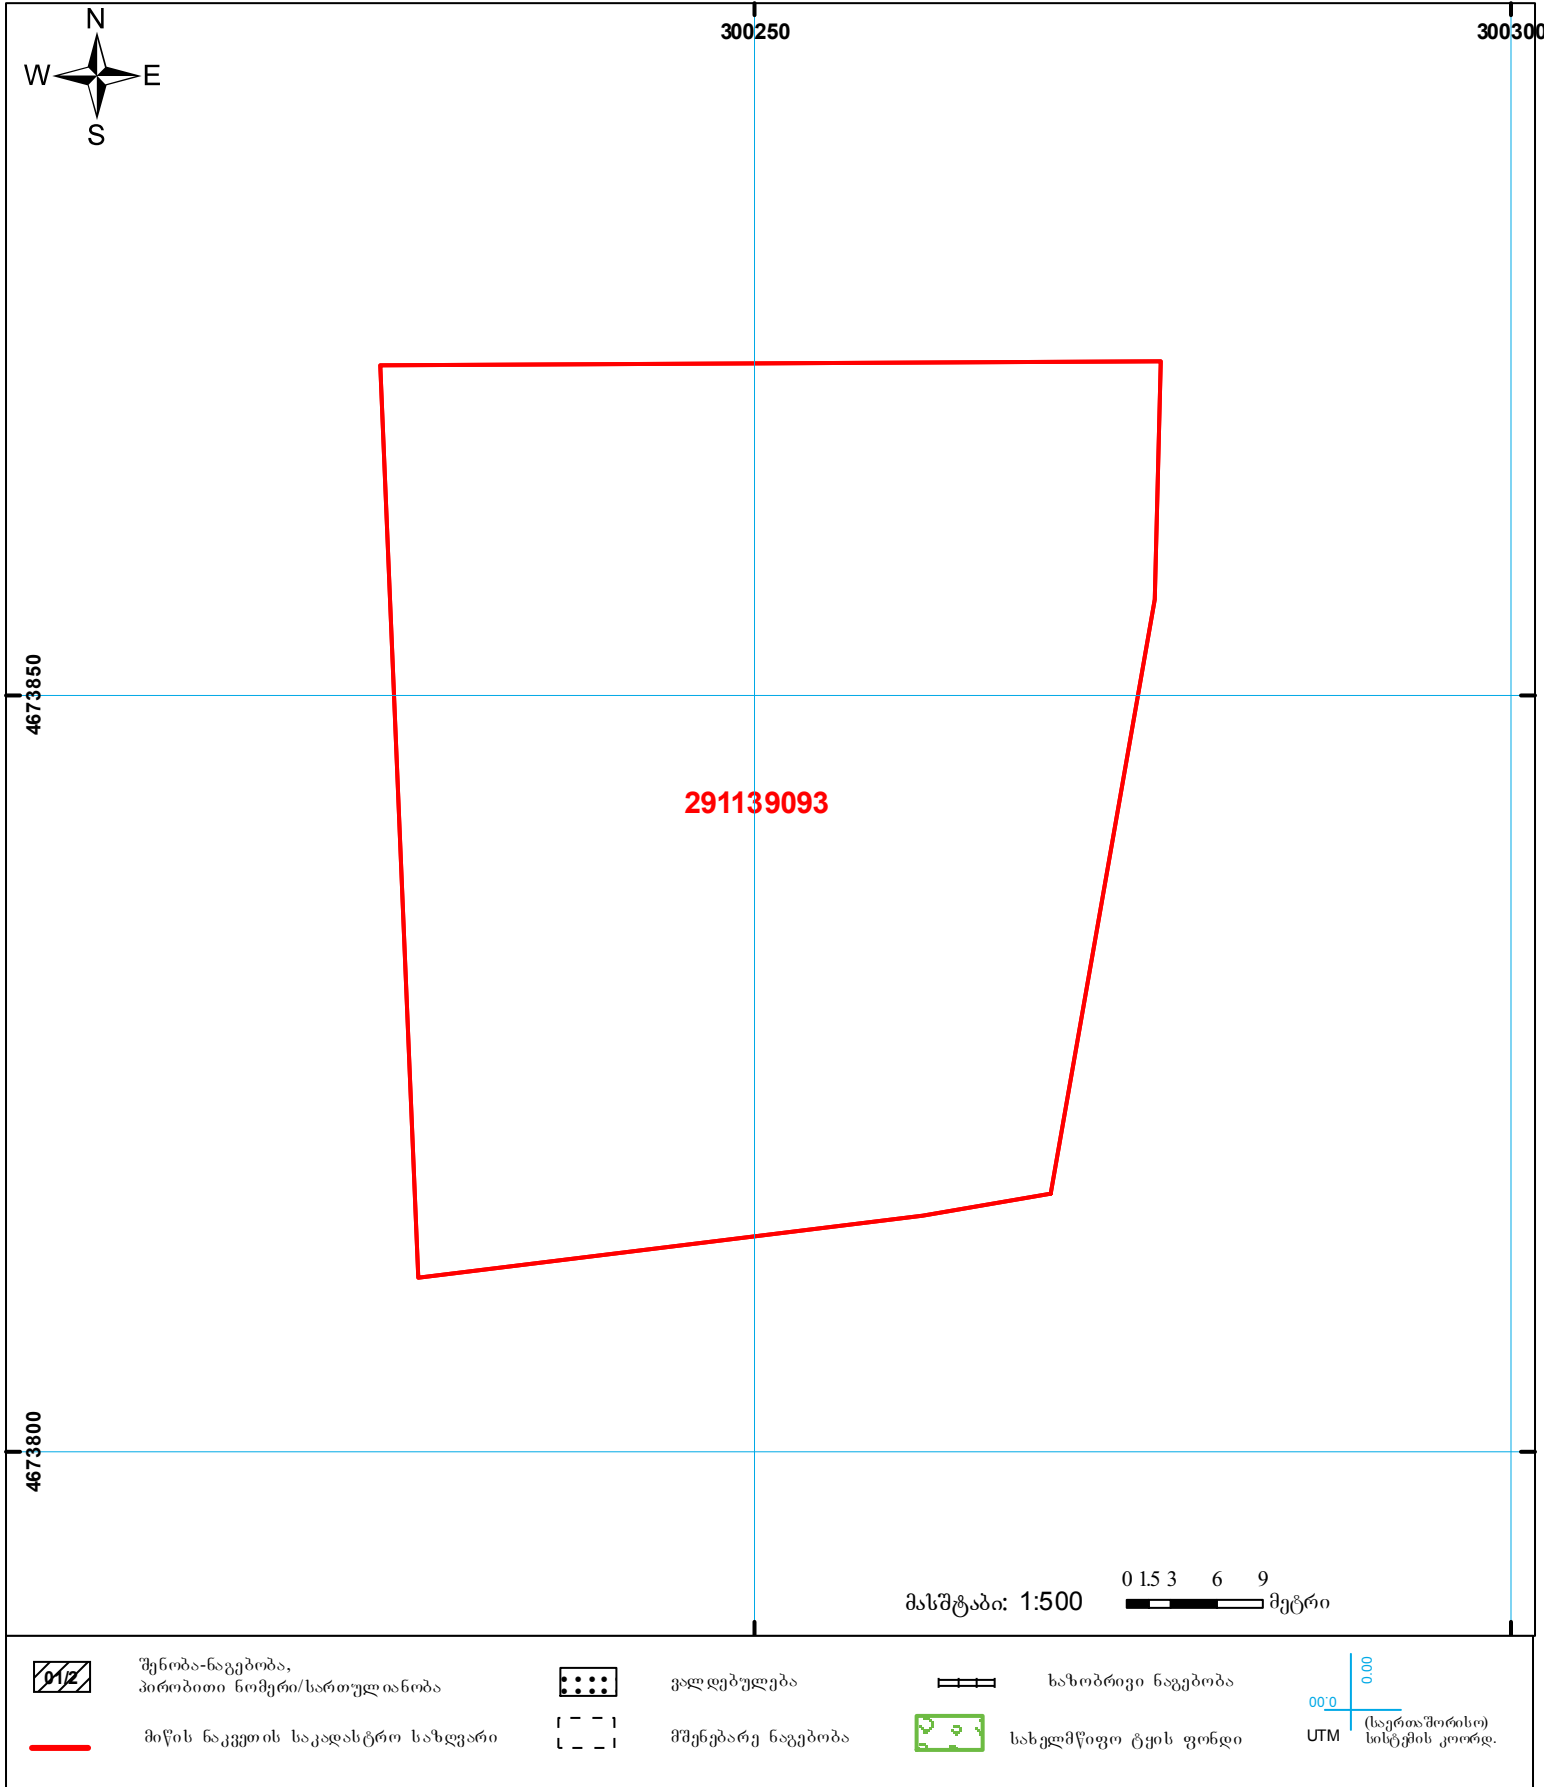 N
W E
S
300250
300300
4673850
291139093
4673800
მასშტაბი: 1:500
0 1.5 3 6 9
მეტრი
01/2
შენობა-ნაგებობა,
პირობითი ნომერი/სართულიანობა
ვალდებულება
ხაზობრივი ნაგებობა
0.00
00.0
მიწის ნაკვეთის საკადასტრო საზღვარი
მშენებარე ნაგებობა
სახელმწიფო ტყის ფონდი
UTM
(საერთაშორისო)
სისტემის კოორდ.